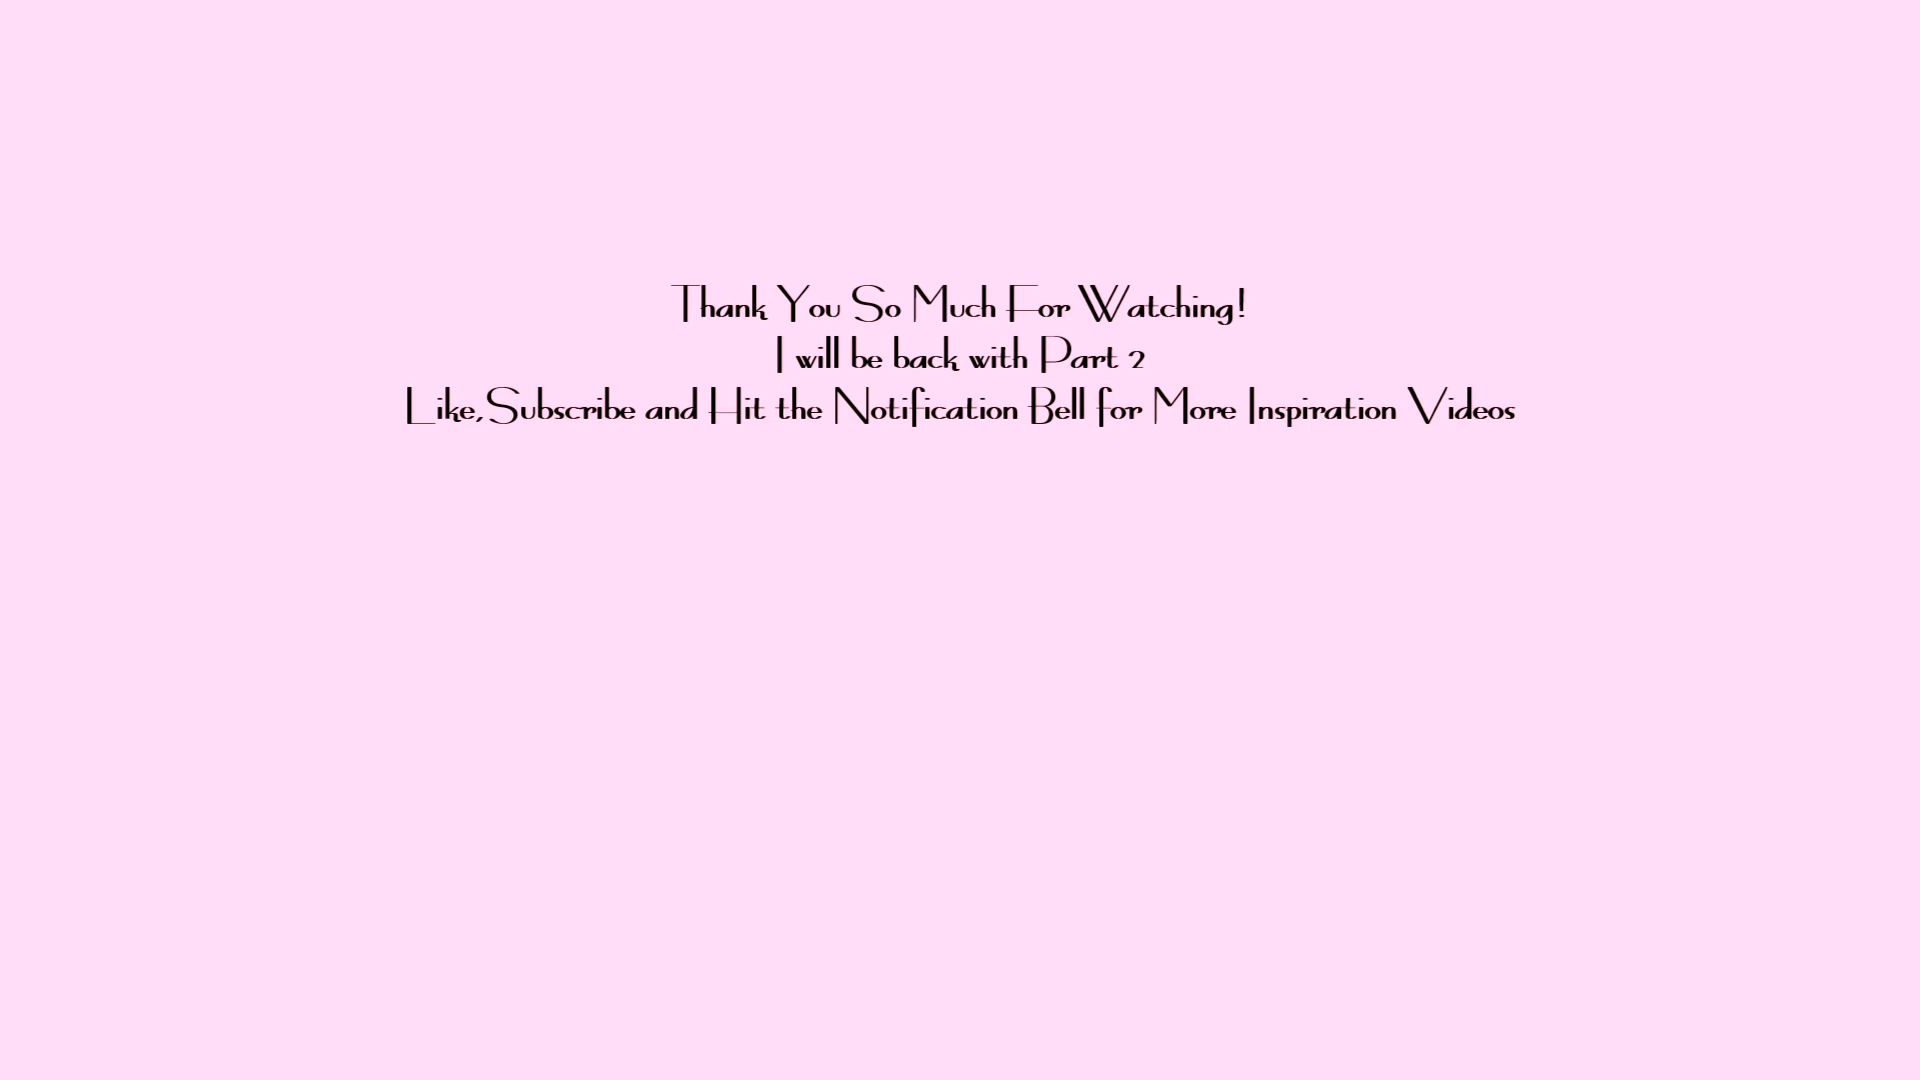 Thank You So Much For Watching!
I will be back with Part 2
Like,Subscribe and Hit the Notification Bell for More Inspiration Videos